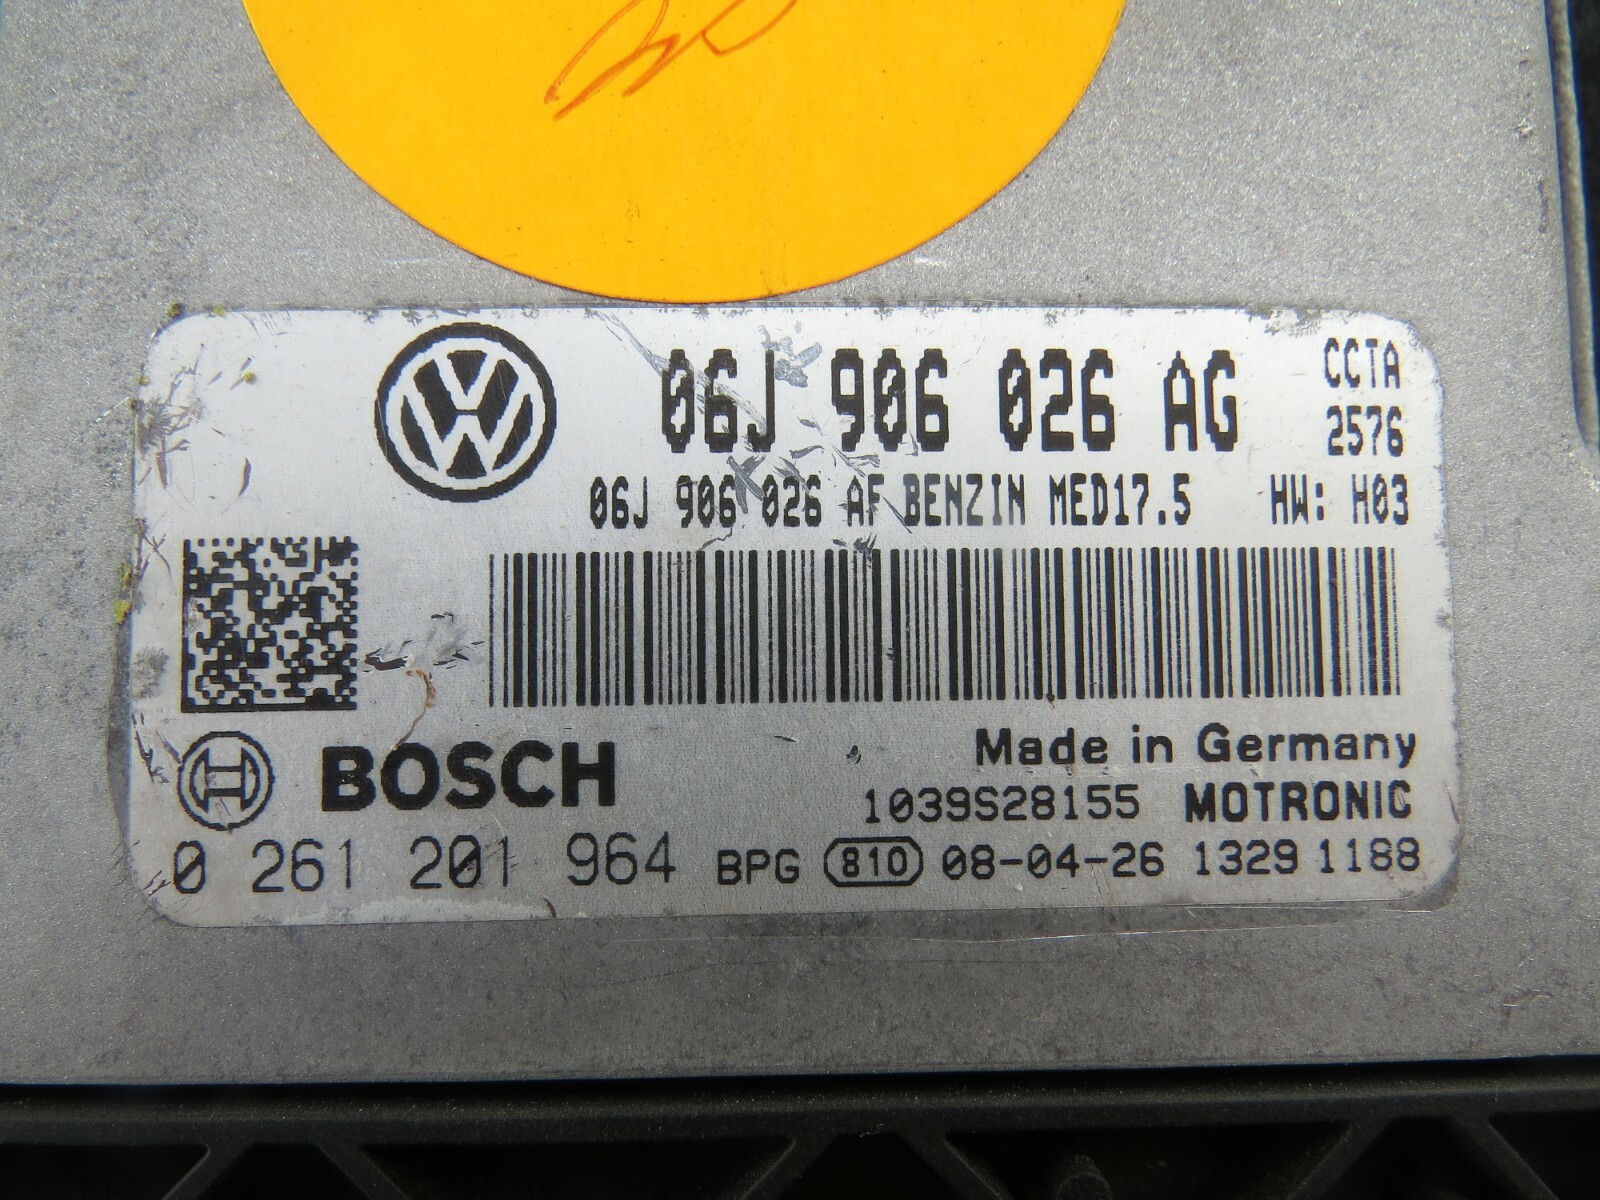 06J 906 026 AG CCTA
2576
06J 906 026 AF BENZIN MED17.5 HW: H03
BOSCH
Made in Germany
1039S28155 MOTRONIC
0 261 201 964 BPG 810 08-04-26 1329 1188